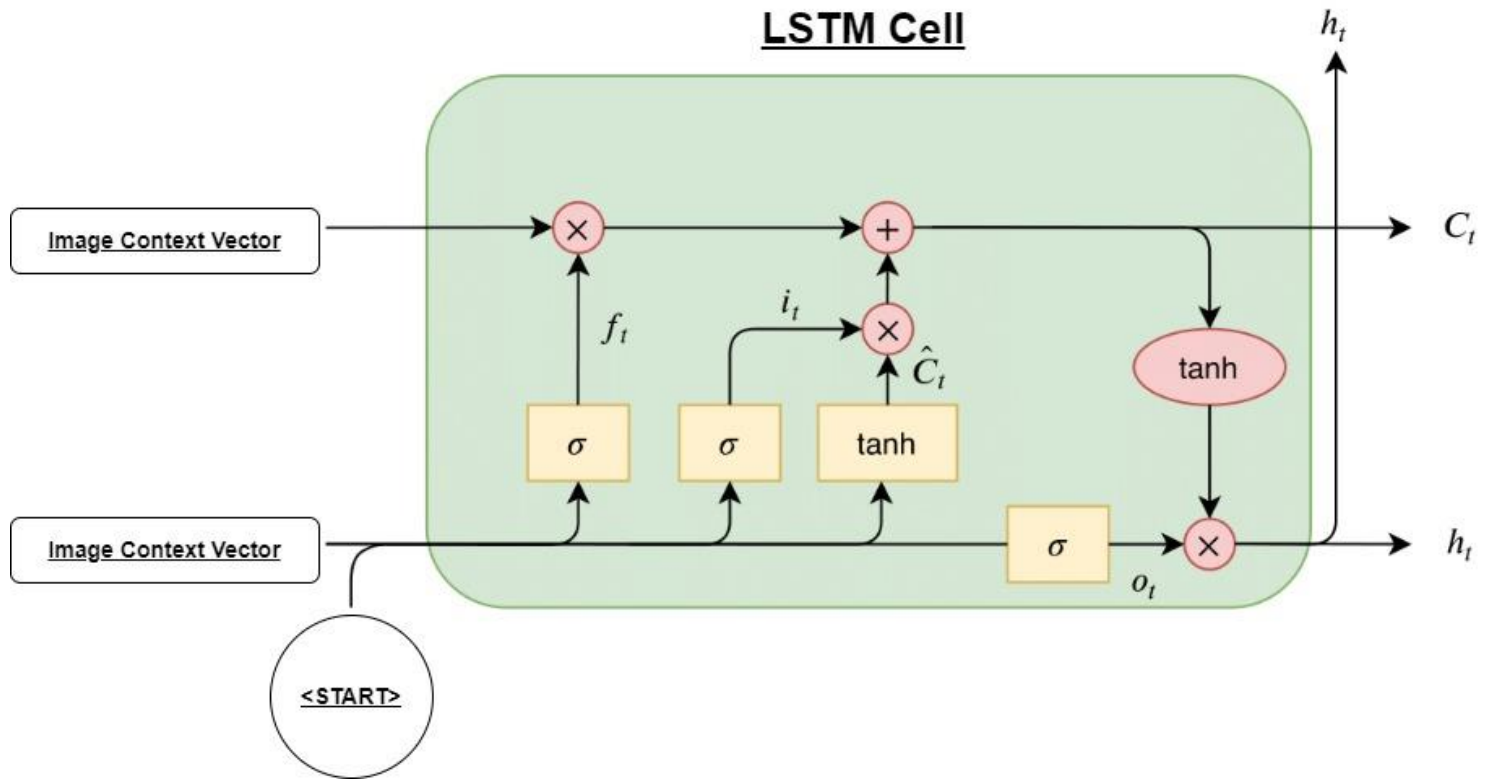 LSTM Cell
h_t
Image Context Vector
×
+
C_t
f_t
i_t
×
Ĉ_t
tanh
σ
σ
tanh
Image Context Vector
σ
o_t
×
h_t
<START>